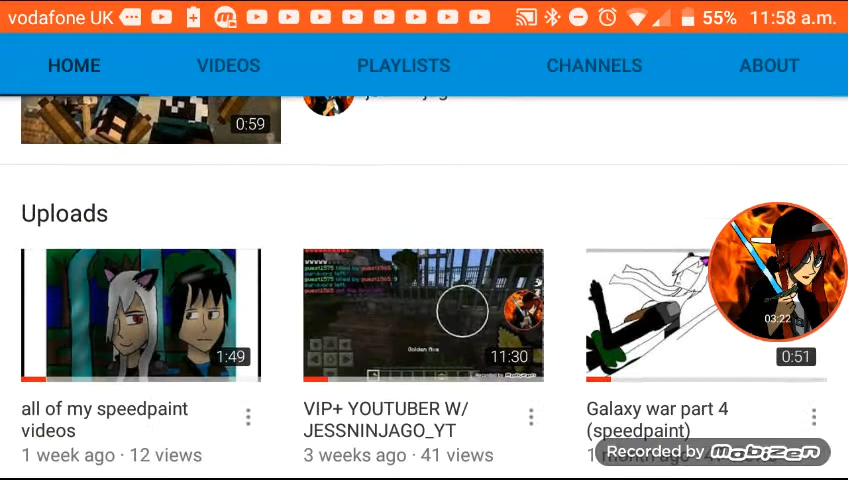 vodafone UK 55% 11:58 a.m.
HOME VIDEOS PLAYLISTS CHANNELS ABOUT
0:59
Uploads
1:49
11:30
03:22
0:51
Golden Axe
all of my speedpaint
videos
1 week ago · 12 views
VIP+ YOUTUBER W/
JESSNINJAGO_YT
3 weeks ago · 41 views
Galaxy war part 4
(speedpaint)
Recorded by Mobizen